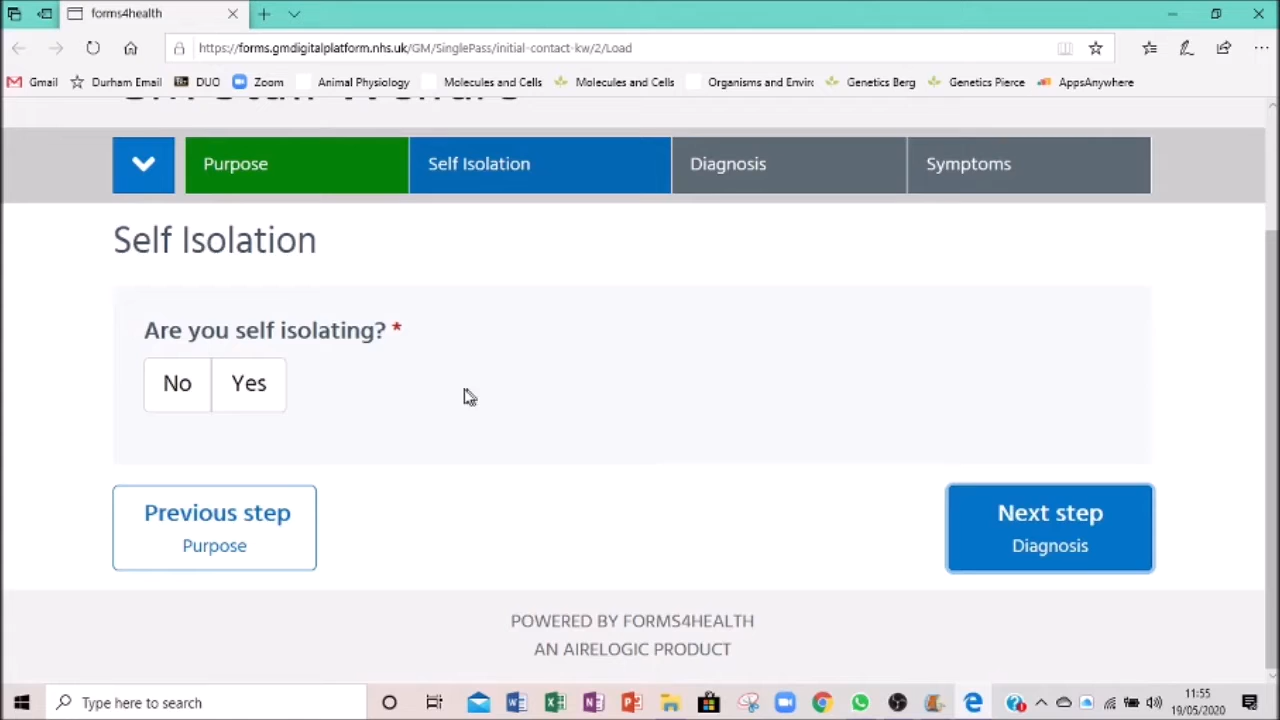 forms4health
https://forms.gmdigitalplatform.nhs.uk/GM/SinglePass/initial-contact-kw/2/Load
Gmail Durham Email DUO Zoom Animal Physiology Molecules and Cells Molecules and Cells Organisms and Envirc Genetics Berg Genetics Pierce AppsAnywhere
Purpose Self Isolation Diagnosis Symptoms
Self Isolation
Are you self isolating? *
No Yes
Previous step Next step
Purpose Diagnosis
POWERED BY FORMS4HEALTH
AN AIRELOGIC PRODUCT
Type here to search
11:55
19/05/2020